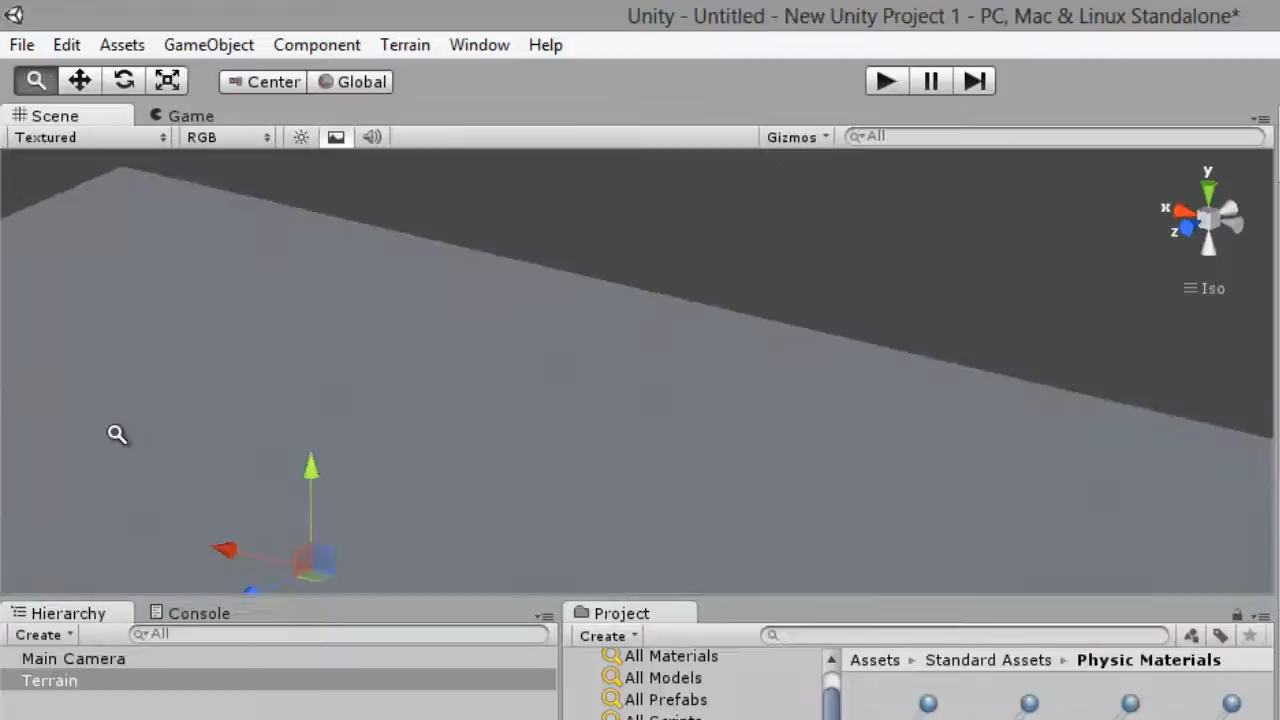 Unity - Untitled - New Unity Project 1 - PC, Mac & Linux Standalone*
File Edit Assets GameObject Component Terrain Window Help
Center Global
Scene Game
Textured RGB Gizmos All
y
x
z
Iso
Hierarchy Console Project
Create All Create
Main Camera
Terrain
All Materials
All Models
All Prefabs
All Scripts
Assets Standard Assets Physic Materials